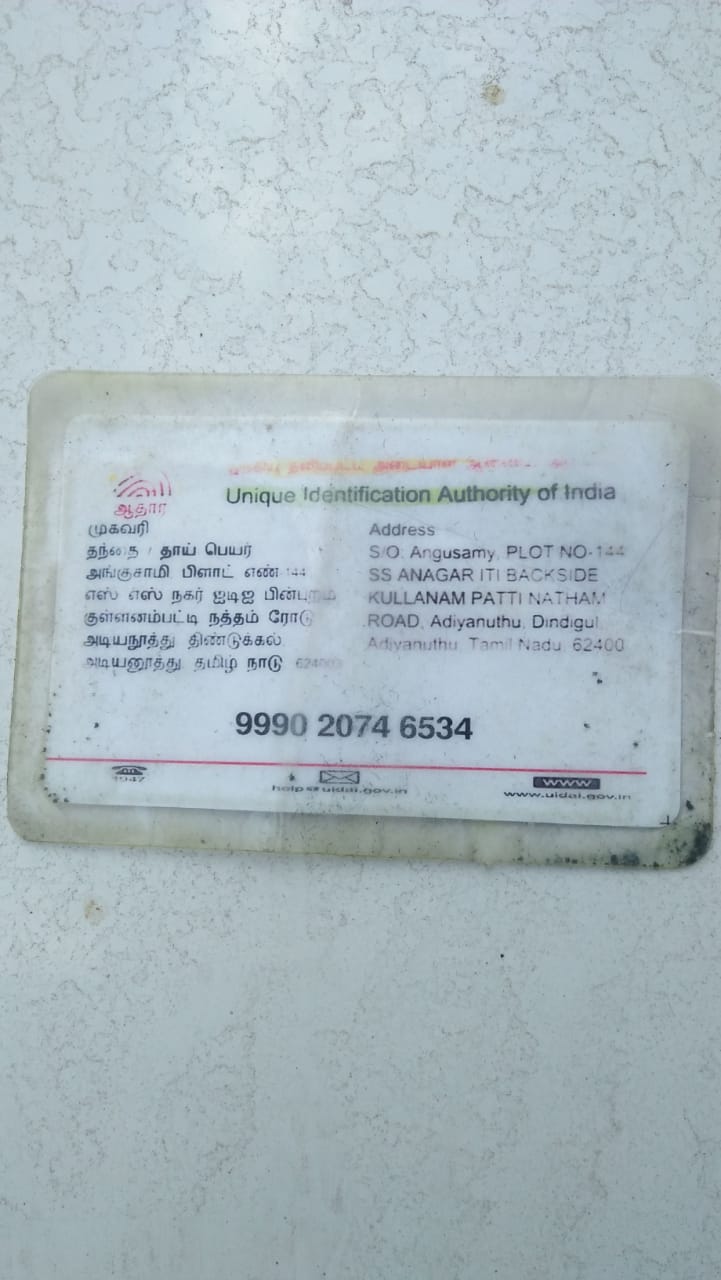 ஆதார்
Unique Identification Authority of India
முகவரி
தந்தை / தாய் பெயர்
அங்குசாமி பிளாட் எண் 144
எஸ் எஸ் நகர் ஐடிஐ பின்புறம்
குள்ளனம்பட்டி நத்தம் ரோடு
அடியநூத்து திண்டுக்கல்,
அடியனூத்து தமிழ் நாடு 624003
Address
S/O: Angusamy, PLOT NO-144
SS ANAGAR ITI BACKSIDE
KULLANAM PATTI NATHAM
ROAD, Adiyanuthu, Dindigul,
Adiyanuthu, Tamil Nadu, 62400
9990 2074 6534
1947
help@uidai.gov.in
www
www.uidai.gov.in